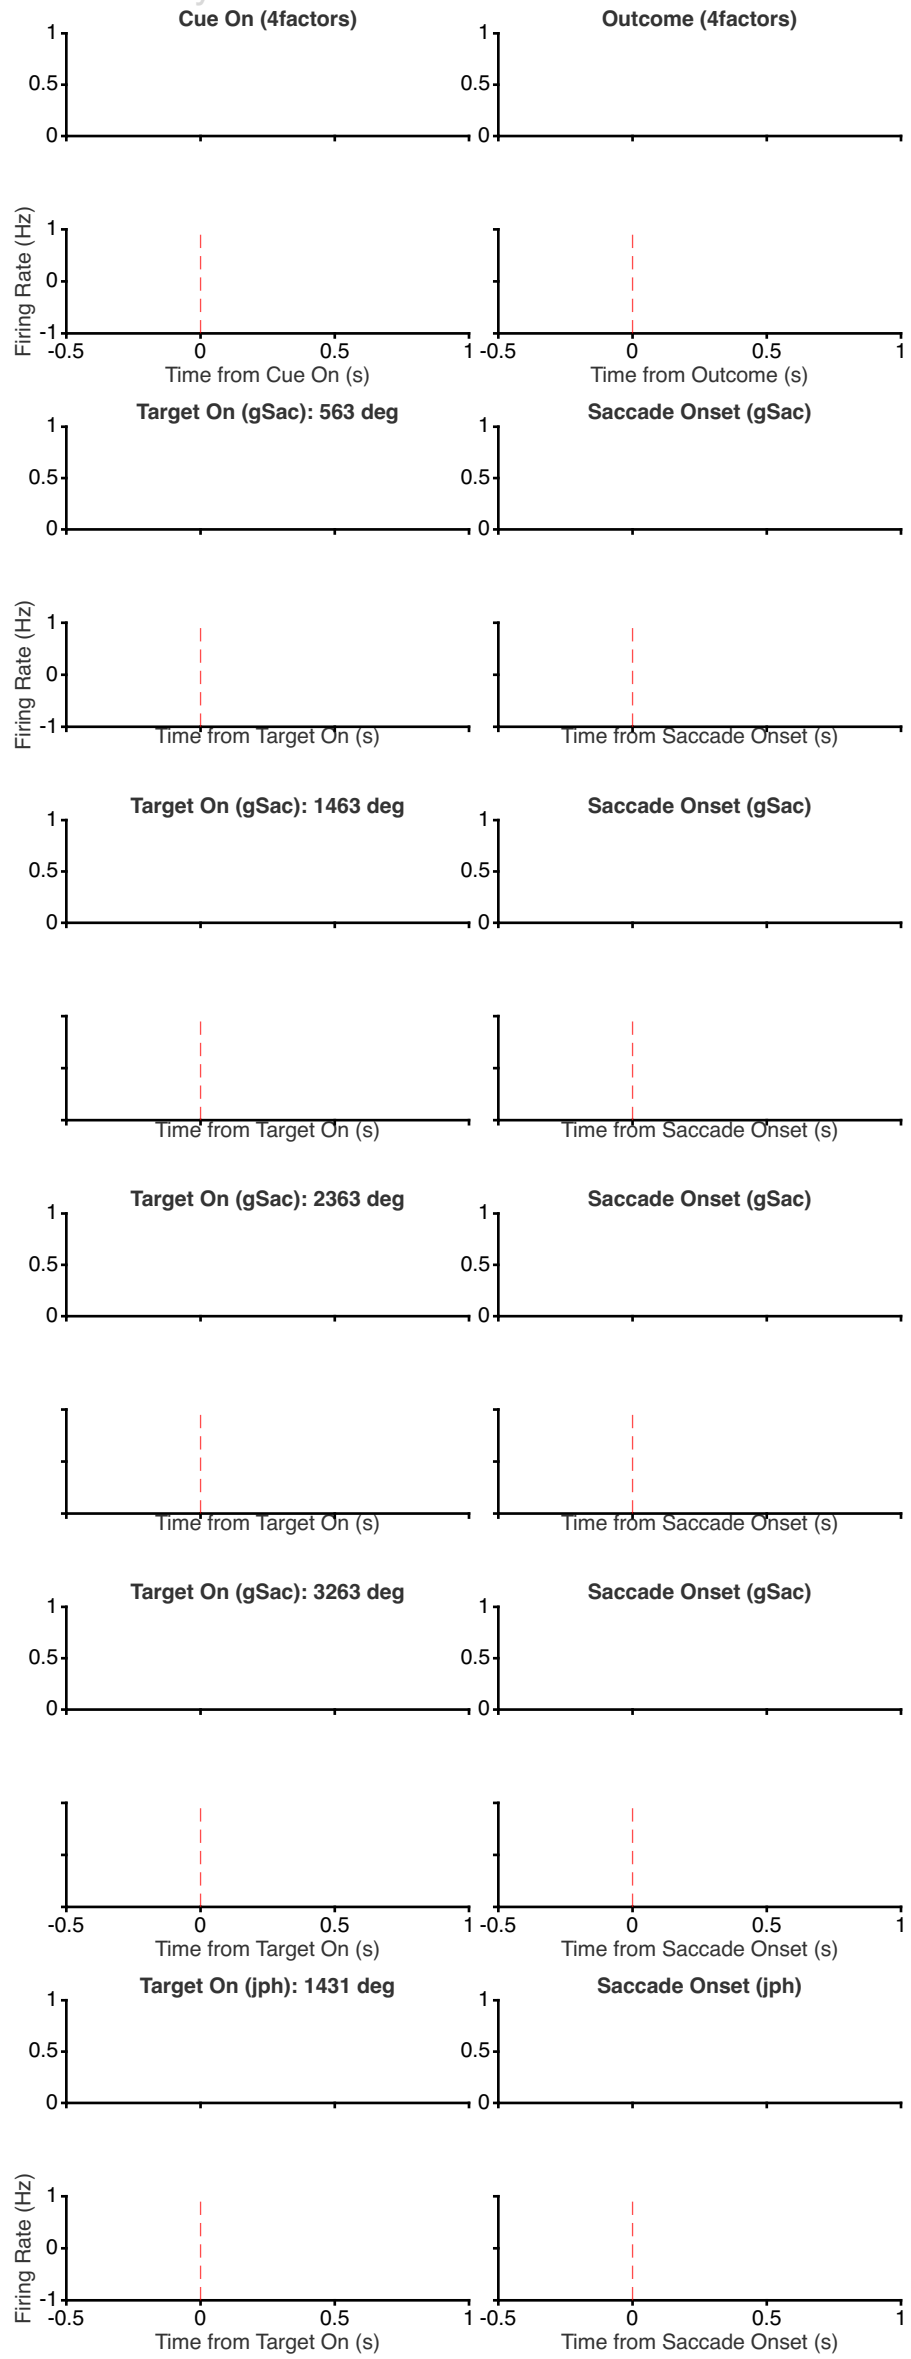 Cue On (4factors) Outcome (4factors)
1 1
0.5 0.5
0 0
Firing Rate (Hz)
1
0
-1
-0.5 0 0.5 1 -0.5 0 0.5 1
Time from Cue On (s) Time from Outcome (s)
Target On (gSac): 563 deg Saccade Onset (gSac)
1 1
0.5 0.5
0 0
Firing Rate (Hz)
1
0
-1
Time from Target On (s) Time from Saccade Onset (s)
Target On (gSac): 1463 deg Saccade Onset (gSac)
1 1
0.5 0.5
0 0
Time from Target On (s) Time from Saccade Onset (s)
Target On (gSac): 2363 deg Saccade Onset (gSac)
1 1
0.5 0.5
0 0
Time from Target On (s) Time from Saccade Onset (s)
Target On (gSac): 3263 deg Saccade Onset (gSac)
1 1
0.5 0.5
0 0
-0.5 0 0.5 1 -0.5 0 0.5 1
Time from Target On (s) Time from Saccade Onset (s)
Target On (jph): 1431 deg Saccade Onset (jph)
1 1
0.5 0.5
0 0
Firing Rate (Hz)
1
0
-1
-0.5 0 0.5 1 -0.5 0 0.5 1
Time from Target On (s) Time from Saccade Onset (s)